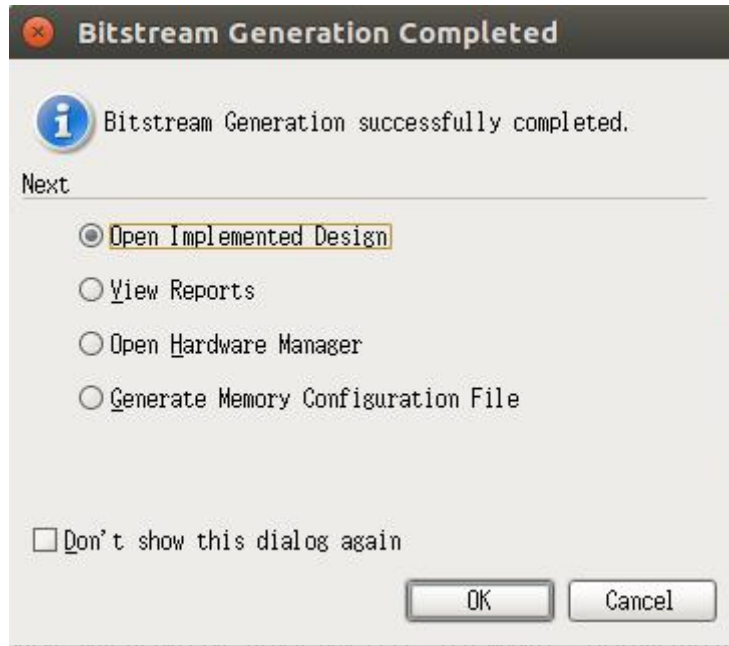 Bitstream Generation Completed
Bitstream Generation successfully completed.
Next
Open Implemented Design
View Reports
Open Hardware Manager
Generate Memory Configuration File
Don't show this dialog again
OK
Cancel